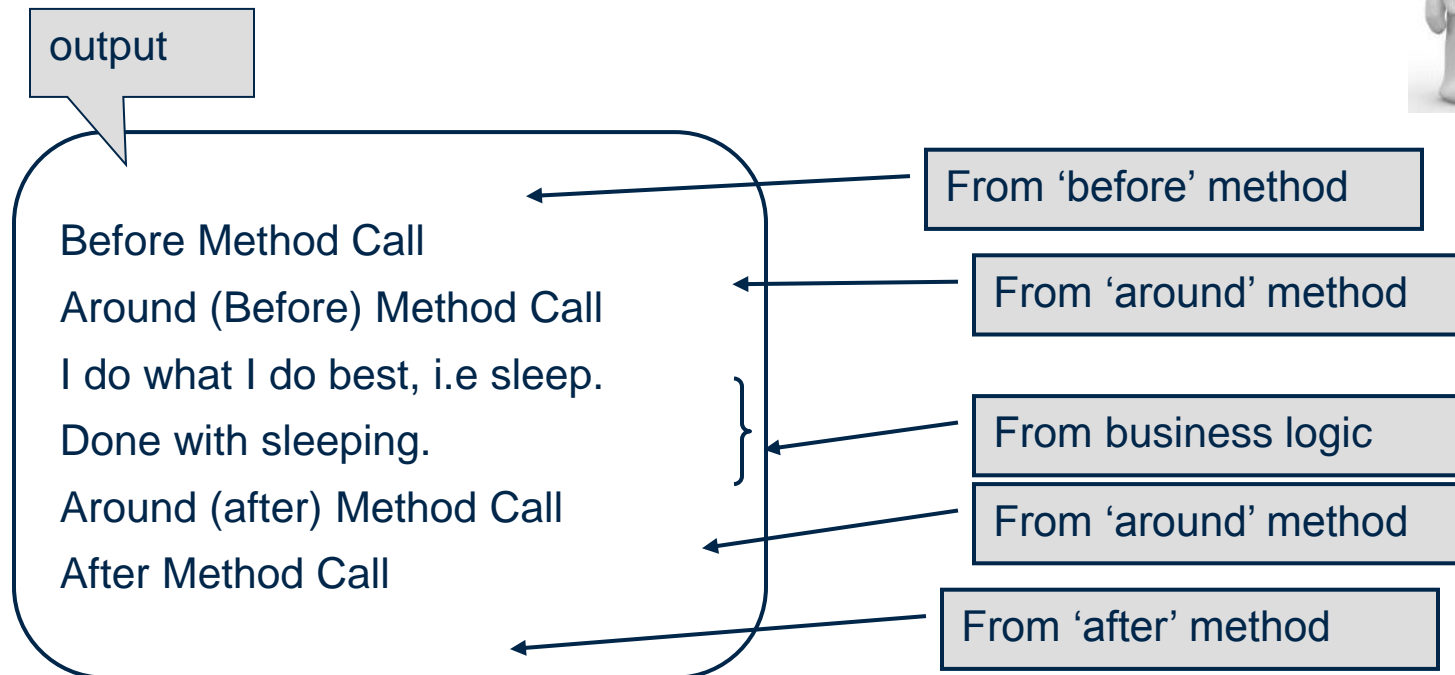 output
Before Method Call
Around (Before) Method Call
I do what I do best, i.e sleep.
Done with sleeping.
Around (after) Method Call
After Method Call
From ‘before’ method
From ‘around’ method
From business logic
From ‘around’ method
From ‘after’ method